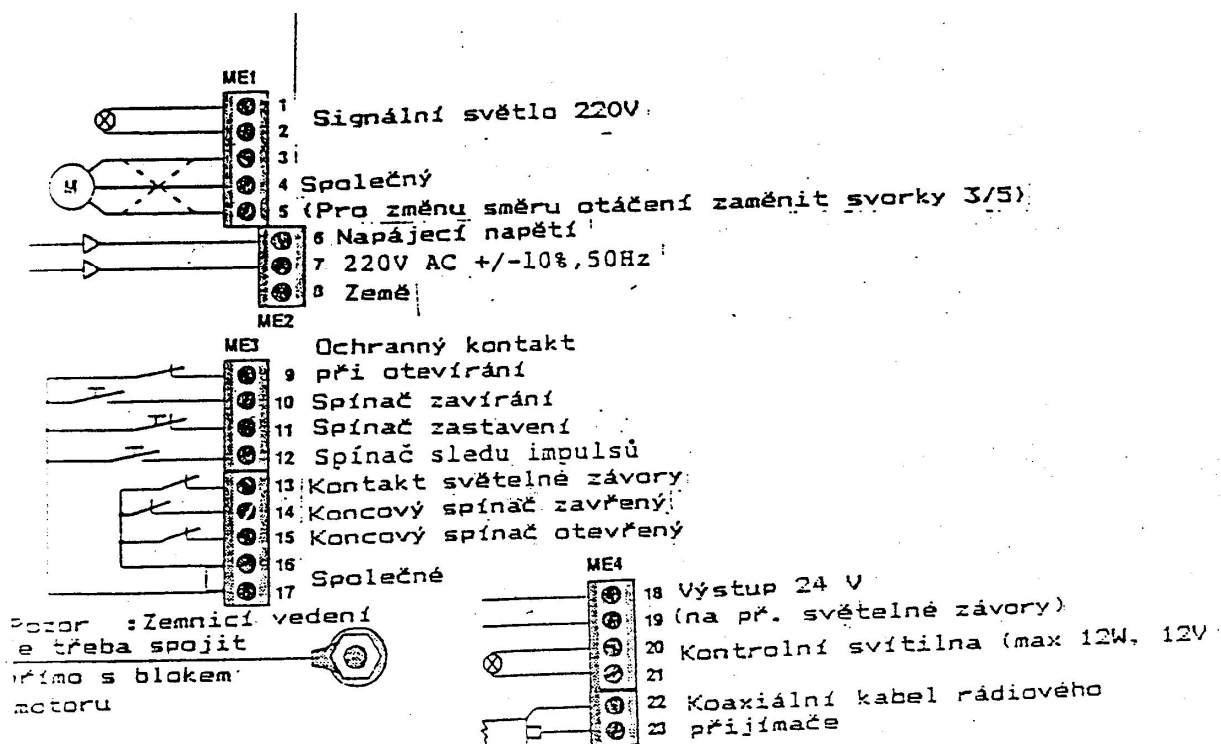 ME1
1
2
Signální světlo 220V
3
4 Společný
5 (Pro změnu směru otáčení zaměnit svorky 3/5)
M
6 Napájecí napětí
7 220V AC +/-10%,50Hz
8 Země
ME2
ME3
Ochranný kontakt
9 při otevírání
10 Spínač zavírání
11 Spínač zastavení
12 Spínač sledu impulsů
13 Kontakt světelné závory
14 Koncový spínač zavřený
15 Koncový spínač otevřený
16
17
Společné
Pozor :Zemnicí vedení
e třeba spojit
římo s blokem
motoru
ME4
18 Výstup 24 V
19 (na př. světelné závory)
20 Kontrolní svítilna (max 12W, 12V
21
22 Koaxiální kabel rádiového
23 přijímače